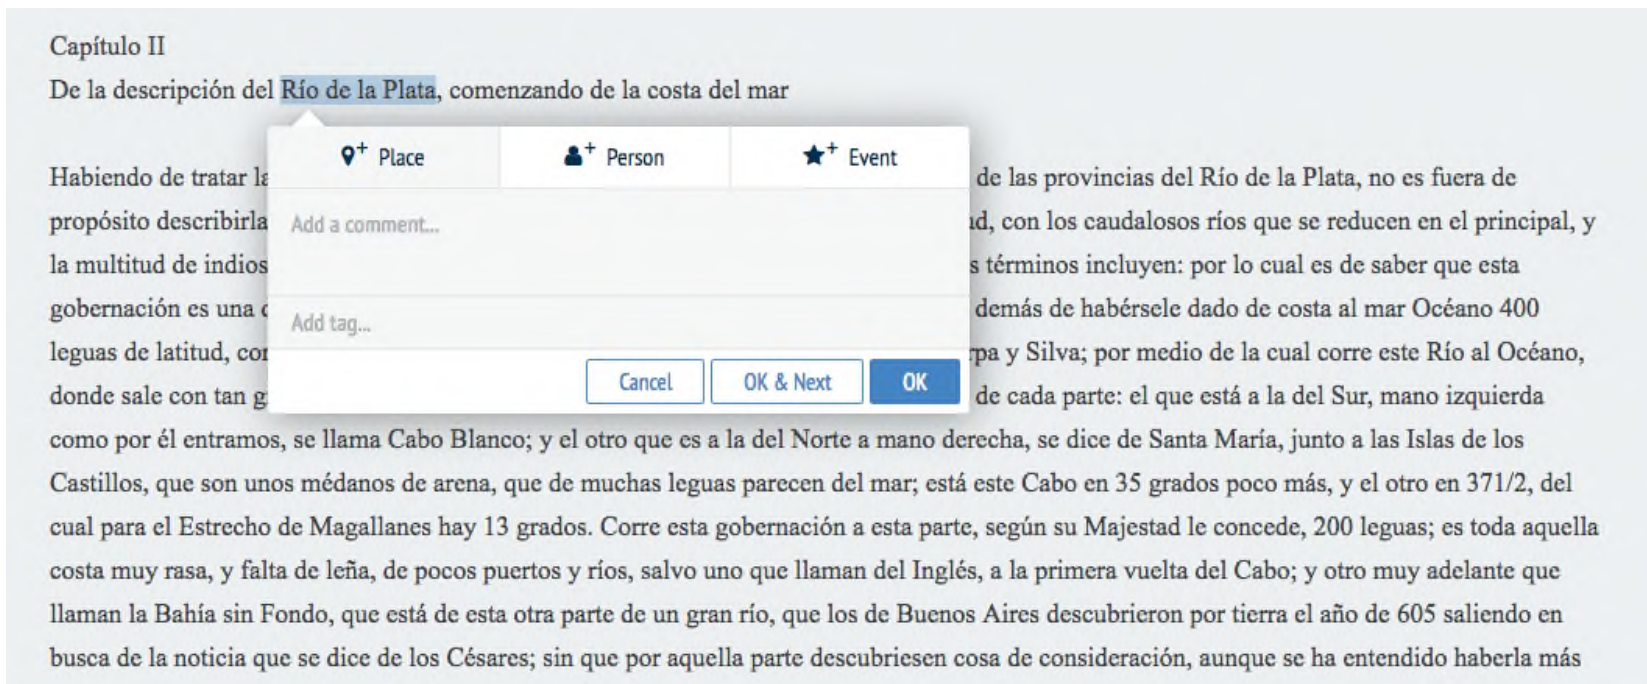 Capítulo II
De la descripción del Río de la Plata, comenzando de la costa del mar
Place Person Event
Habiendo de tratar de las provincias del Río de la Plata, no es fuera de
propósito describirla con los caudalosos ríos que se reducen en el principal, y
Add a comment...
la multitud de indios términos incluyen: por lo cual es de saber que esta
gobernación es una demás de habérsele dado de costa al mar Océano 400
Add tag...
leguas de latitud, y Silva; por medio de la cual corre este Río al Océano,
Cancel OK & Next OK
donde sale con tan de cada parte: el que está a la del Sur, mano izquierda
como por él entramos, se llama Cabo Blanco; y el otro que es a la del Norte a mano derecha, se dice de Santa María, junto a las Islas de los
Castillos, que son unos médanos de arena, que de muchas leguas parecen del mar; está este Cabo en 35 grados poco más, y el otro en 371/2, del
cual para el Estrecho de Magallanes hay 13 grados. Corre esta gobernación a esta parte, según su Majestad le concede, 200 leguas; es toda aquella
costa muy rasa, y falta de leña, de pocos puertos y ríos, salvo uno que llaman del Inglés, a la primera vuelta del Cabo; y otro muy adelante que
llaman la Bahía sin Fondo, que está de esta otra parte de un gran río, que los de Buenos Aires descubrieron por tierra el año de 605 saliendo en
busca de la noticia que se dice de los Césares; sin que por aquella parte descubriesen cosa de consideración, aunque se ha entendido haberla más